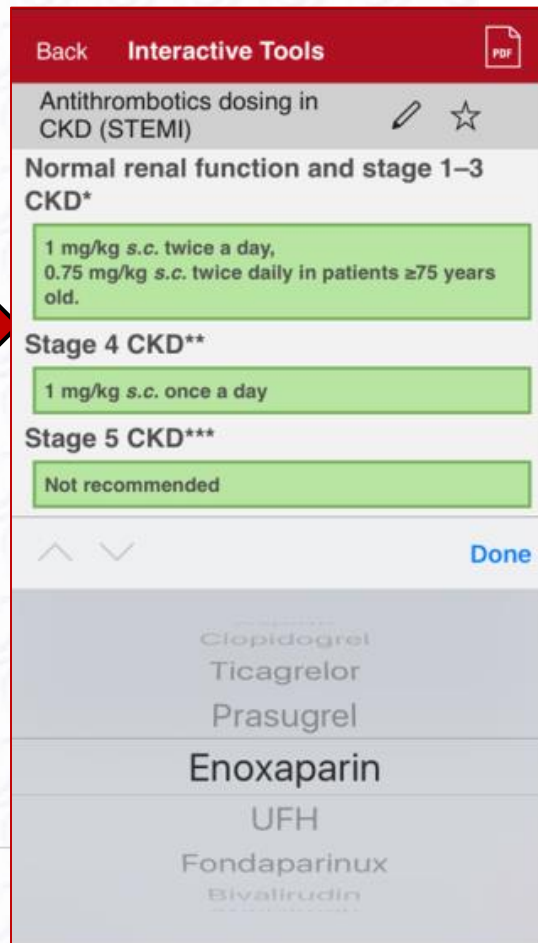 Back Interactive Tools PDF
Antithrombotics dosing in
CKD (STEMI)
Normal renal function and stage 1–3
CKD*
1 mg/kg s.c. twice a day,
0.75 mg/kg s.c. twice daily in patients ≥75 years
old.
Stage 4 CKD**
1 mg/kg s.c. once a day
Stage 5 CKD***
Not recommended
Done
Clopidogrel
Ticagrelor
Prasugrel
Enoxaparin
UFH
Fondaparinux
Bivalirudin